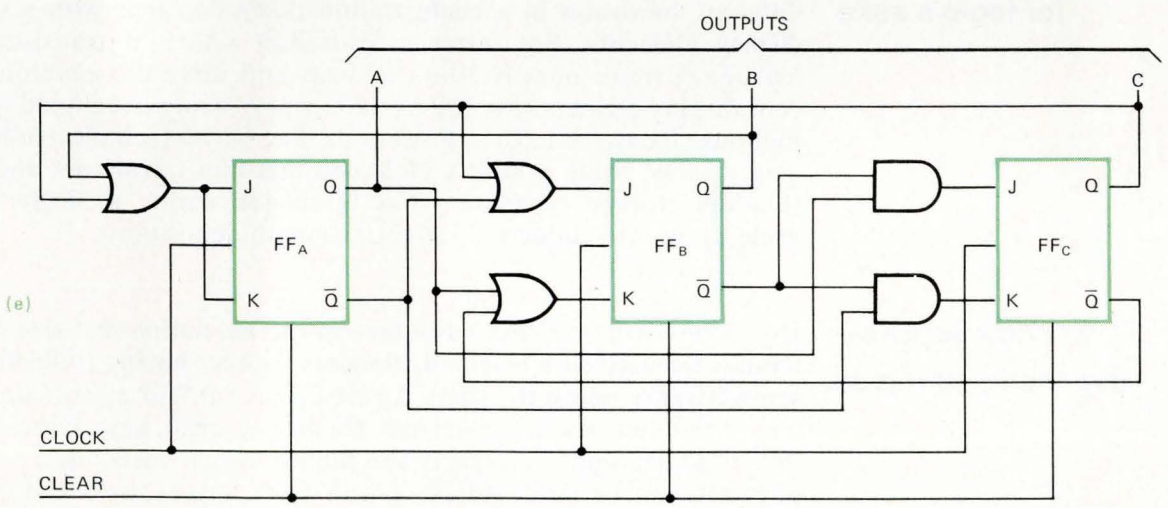 OUTPUTS
A B C
J Q J Q J Q
FFA FFB FFC
(e)
K Q̅ K Q̅ K Q̅
CLOCK
CLEAR